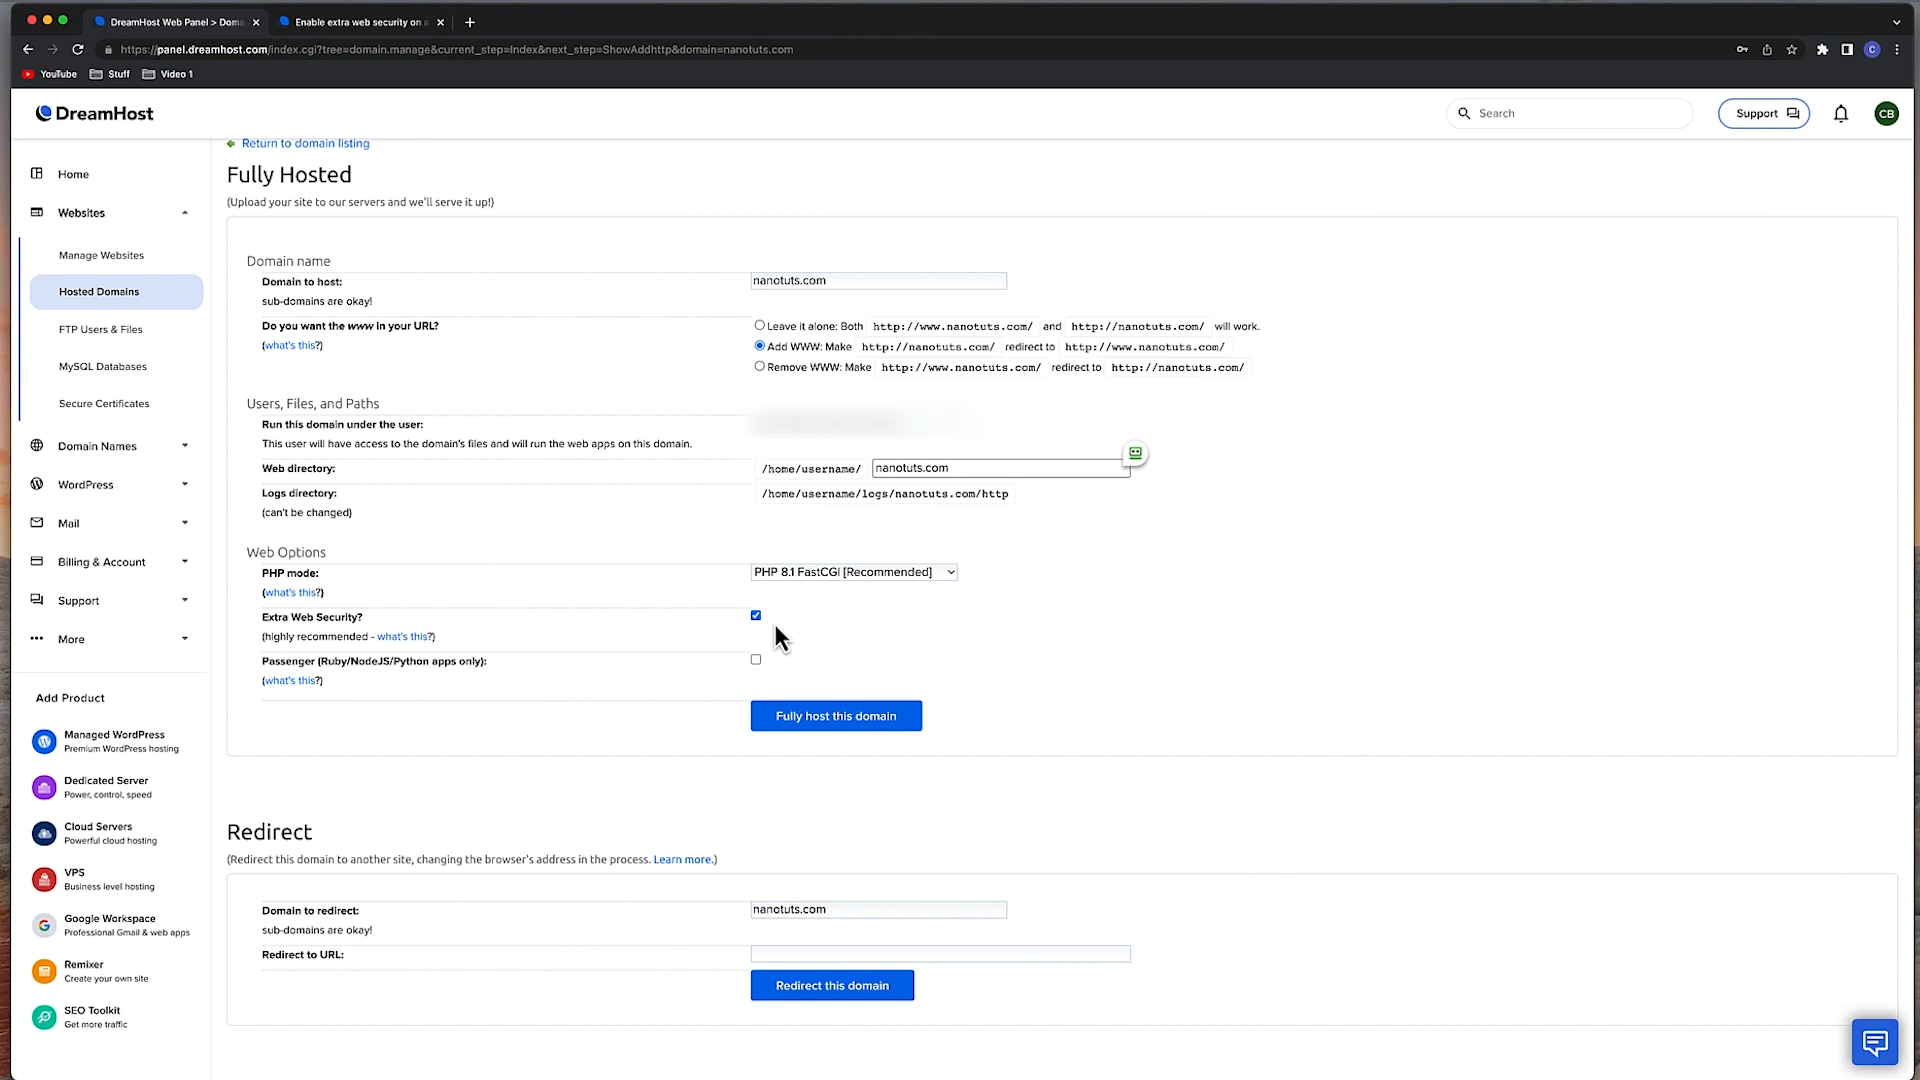 DreamHost Web Panel > Doma
Enable extra web security on a
https://panel.dreamhost.com/index.cgi?tree=domain.manage&current_step=Index&next_step=ShowAddhttp&domain=nanotuts.com
C
YouTube
Stuff
Video 1
DreamHost
Search
Support
CB
Home
Websites
Manage Websites
Hosted Domains
FTP Users & Files
MySQL Databases
Secure Certificates
Domain Names
WordPress
Mail
Billing & Account
Support
More
Add Product
Managed WordPress
Premium WordPress hosting
Dedicated Server
Power, control, speed
Cloud Servers
Powerful cloud hosting
VPS
Business level hosting
Google Workspace
Professional Gmail & web apps
Remixer
Create your own site
SEO Toolkit
Get more traffic
Return to domain listing
Fully Hosted
(Upload your site to our servers and we'll serve it up!)
Domain name
Domain to host: nanotuts.com
sub-domains are okay!
Do you want the www in your URL?
(what's this?)
Leave it alone: Both http://www.nanotuts.com/ and http://nanotuts.com/ will work.
Add WWW: Make http://nanotuts.com/ redirect to http://www.nanotuts.com/
Remove WWW: Make http://www.nanotuts.com/ redirect to http://nanotuts.com/
Users, Files, and Paths
Run this domain under the user:
This user will have access to the domain's files and will run the web apps on this domain.
Web directory: /home/username/ nanotuts.com
Logs directory: /home/username/logs/nanotuts.com/http
(can't be changed)
Web Options
PHP mode: PHP 8.1 FastCGI [Recommended]
(what's this?)
Extra Web Security?
(highly recommended - what's this?)
Passenger (Ruby/NodeJS/Python apps only):
(what's this?)
Fully host this domain
Redirect
(Redirect this domain to another site, changing the browser's address in the process. Learn more.)
Domain to redirect: nanotuts.com
sub-domains are okay!
Redirect to URL:
Redirect this domain